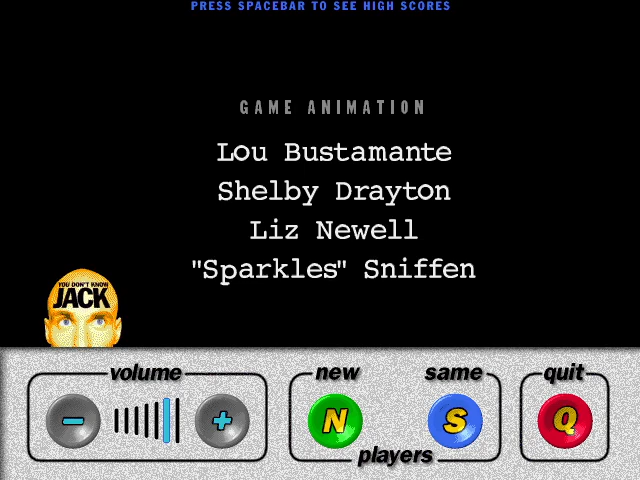 PRESS SPACEBAR TO SEE HIGH SCORES
GAME ANIMATION
Lou Bustamante
Shelby Drayton
Liz Newell
"Sparkles" Sniffen
YOU DON'T KNOW
JACK
volume
new
same
quit
-
+
N
S
Q
players